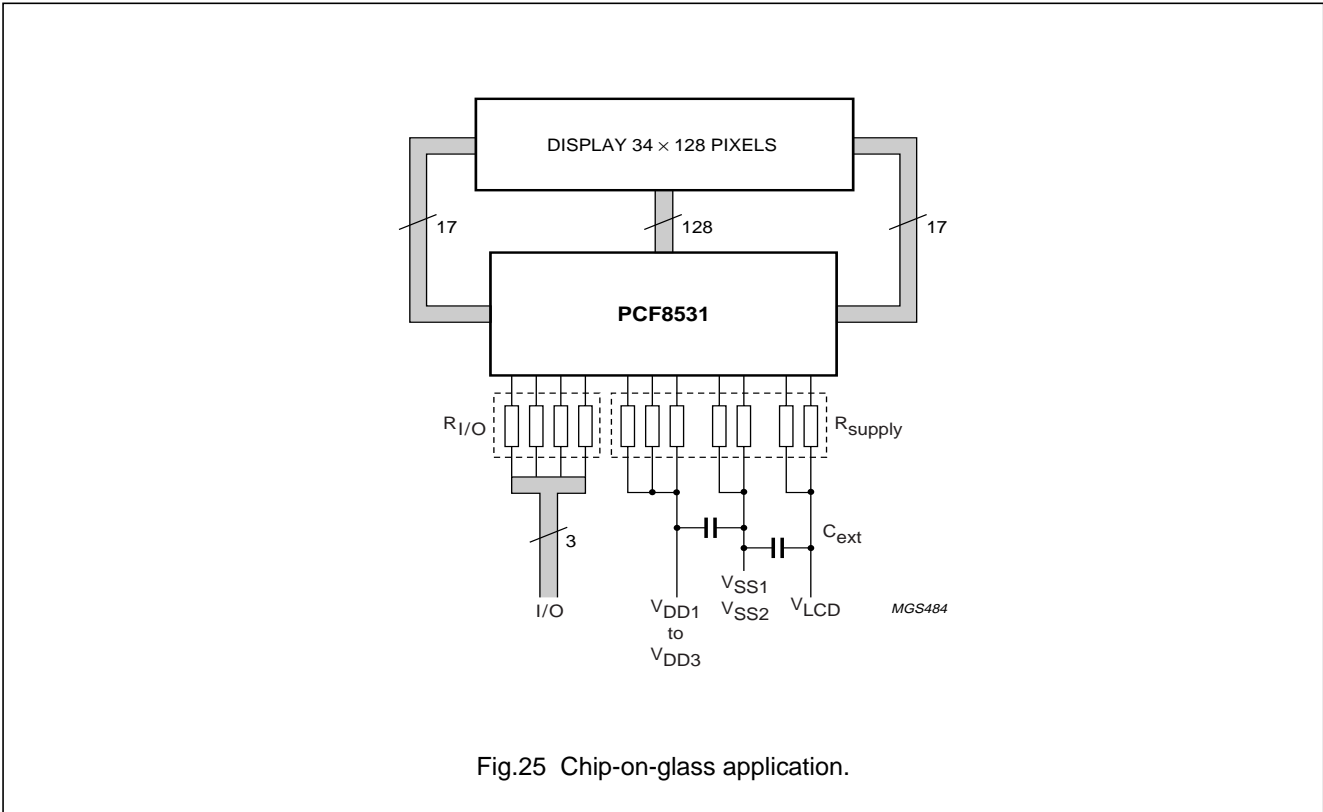 DISPLAY 34 × 128 PIXELS
17
128
17
PCF8531
RI/O
Rsupply
3
Cext
I/O
VDD1
to
VDD3
VSS1
VSS2
VLCD
MGS484
Fig.25 Chip-on-glass application.